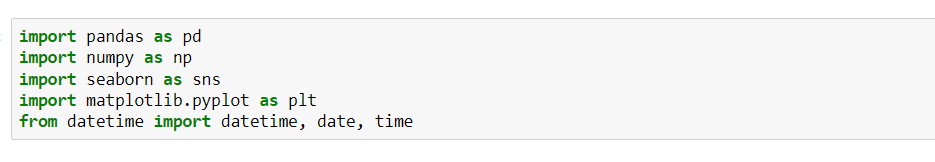 import pandas as pd
import numpy as np
import seaborn as sns
import matplotlib.pyplot as plt
from datetime import datetime, date, time